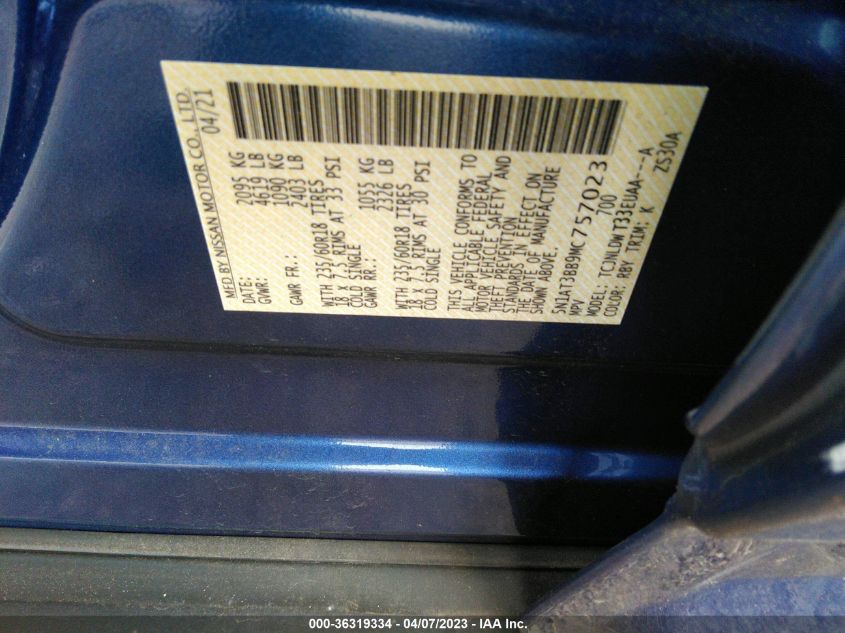 MFD BY NISSAN MOTOR CO., LTD.
DATE: 04/21
GVWR: 2095 KG
4619 LB
GAWR FR.: 1090 KG
2403 LB
WITH 235/60R18 TIRES
18 X 7.5 RIMS AT 33 PSI
COLD SINGLE
GAWR RR.: 1055 KG
2326 LB
WITH 235/60R18 TIRES
18 X 7.5 RIMS AT 30 PSI
COLD SINGLE
THIS VEHICLE CONFORMS TO
ALL APPLICABLE FEDERAL
MOTOR VEHICLE SAFETY AND
THEFT PREVENTION
STANDARDS IN EFFECT ON
THE DATE OF MANUFACTURE
SHOWN ABOVE.
5N1AT3BB9MC757023
MPV 700
MODEL: TCJNLDWT33EUAA---A
COLOR: RBY TRIM: K ZS30A
000-36319334 - 04/07/2023 - IAA Inc.